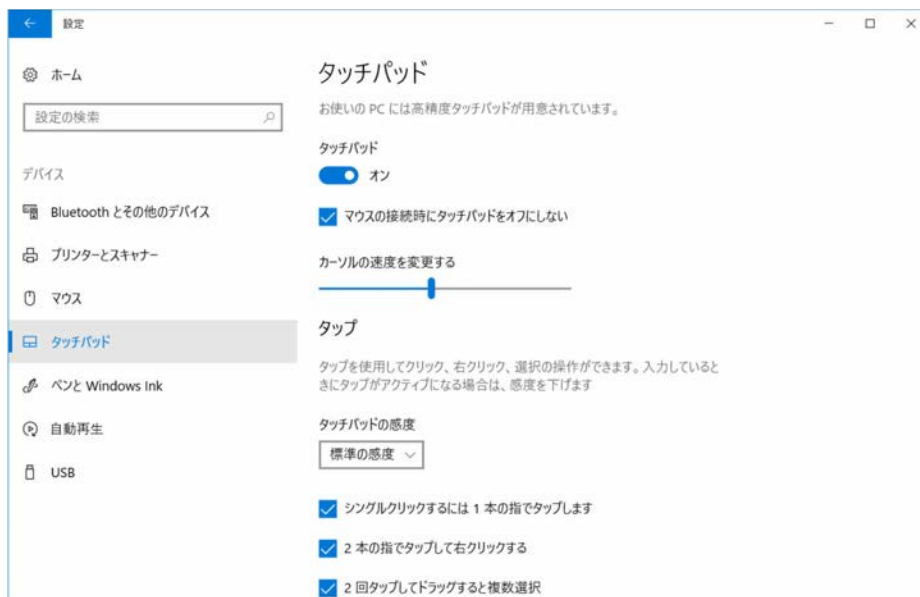 設定
ホーム
設定の検索
デバイス
Bluetooth とその他のデバイス
プリンターとスキャナー
マウス
タッチパッド
ペンと Windows Ink
自動再生
USB
タッチパッド
お使いの PC には高精度タッチパッドが用意されています。
タッチパッド
オン
マウスの接続時にタッチパッドをオフにしない
カーソルの速度を変更する
タップ
タップを使用してクリック、右クリック、選択の操作ができます。入力していると
きにタップがアクティブになる場合は、感度を下げます
タッチパッドの感度
標準の感度
シングルクリックするには 1 本の指でタップします
2 本の指でタップして右クリックする
2 回タップしてドラッグすると複数選択